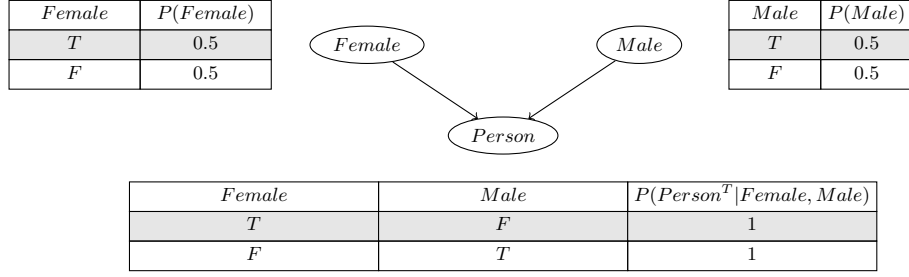 Female P(Female)
T 0.5
F 0.5
Female
Male
Male P(Male)
T 0.5
F 0.5
Person
Female Male P(Person^T|Female, Male)
T F 1
F T 1